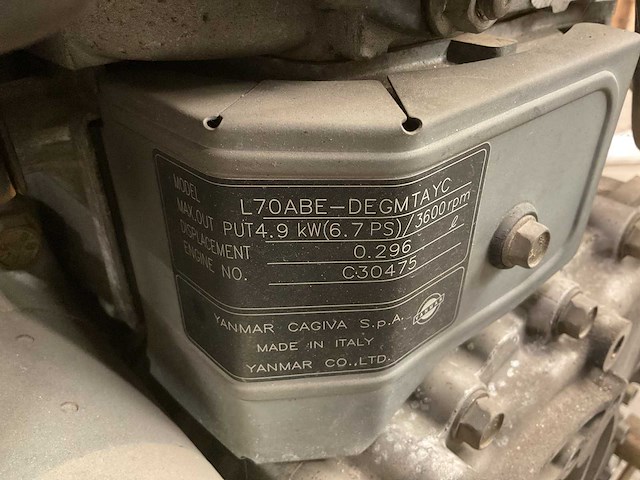 MODEL L70ABE-DEGMTAYC
MAX.OUT PUT 4.9 kW(6.7 PS)/3600rpm
DISPLACEMENT 0.296 ℓ
ENGINE NO. C30475
YANMAR CAGIVA S.p.A.
MADE IN ITALY
YANMAR CO.,LTD.